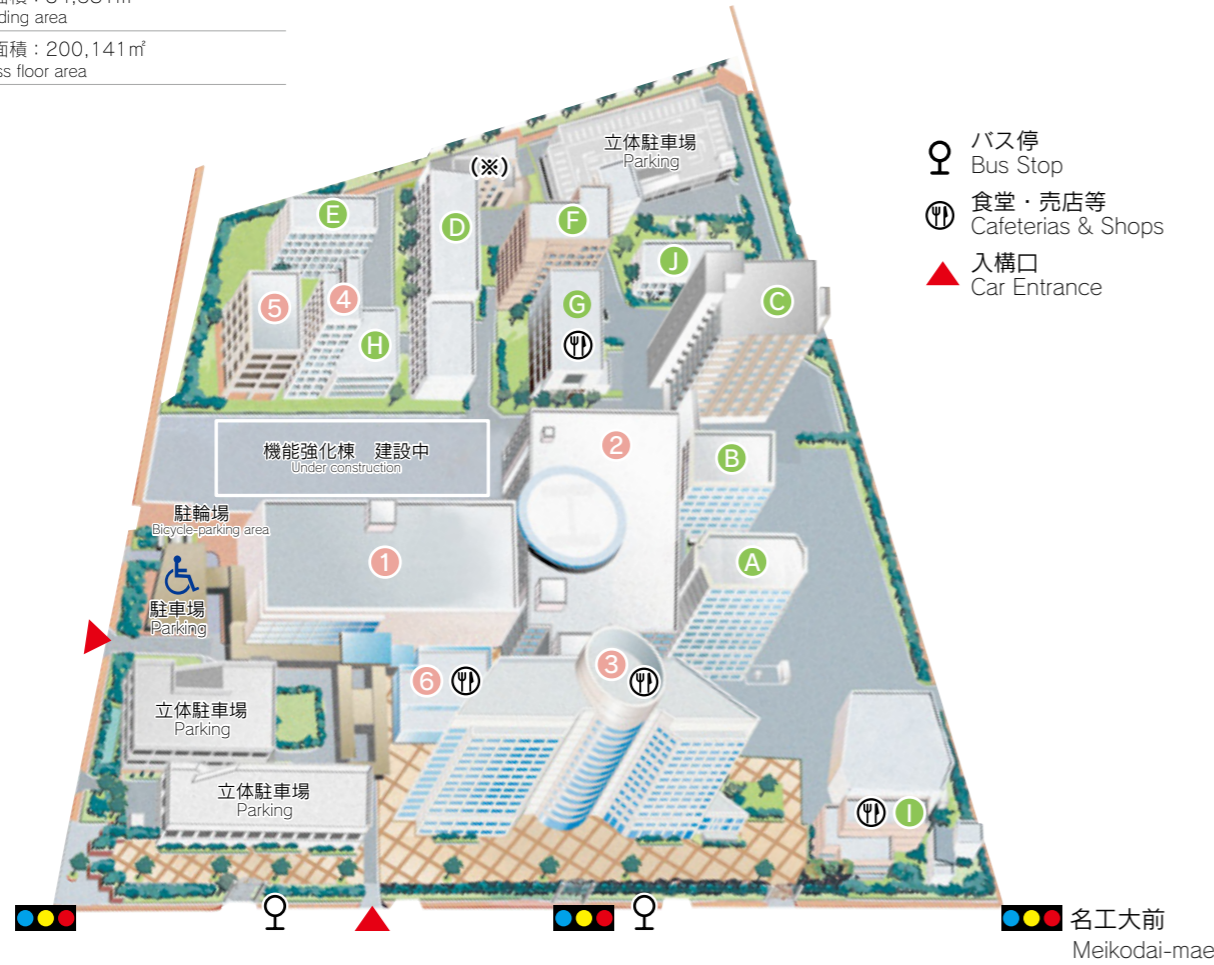 ding area
面積：200,141㎡
ss floor area
立体駐車場
Parking
バス停
Bus Stop
食堂・売店等
Cafeterias & Shops
入構口
Car Entrance
(※)
E
D
F
J
C
5
4
G
H
2
B
機能強化棟　建設中
Under construction
駐輪場
Bicycle-parking area
1
A
駐車場
Parking
6
3
立体駐車場
Parking
立体駐車場
Parking
I
名工大前
Meikodai-mae